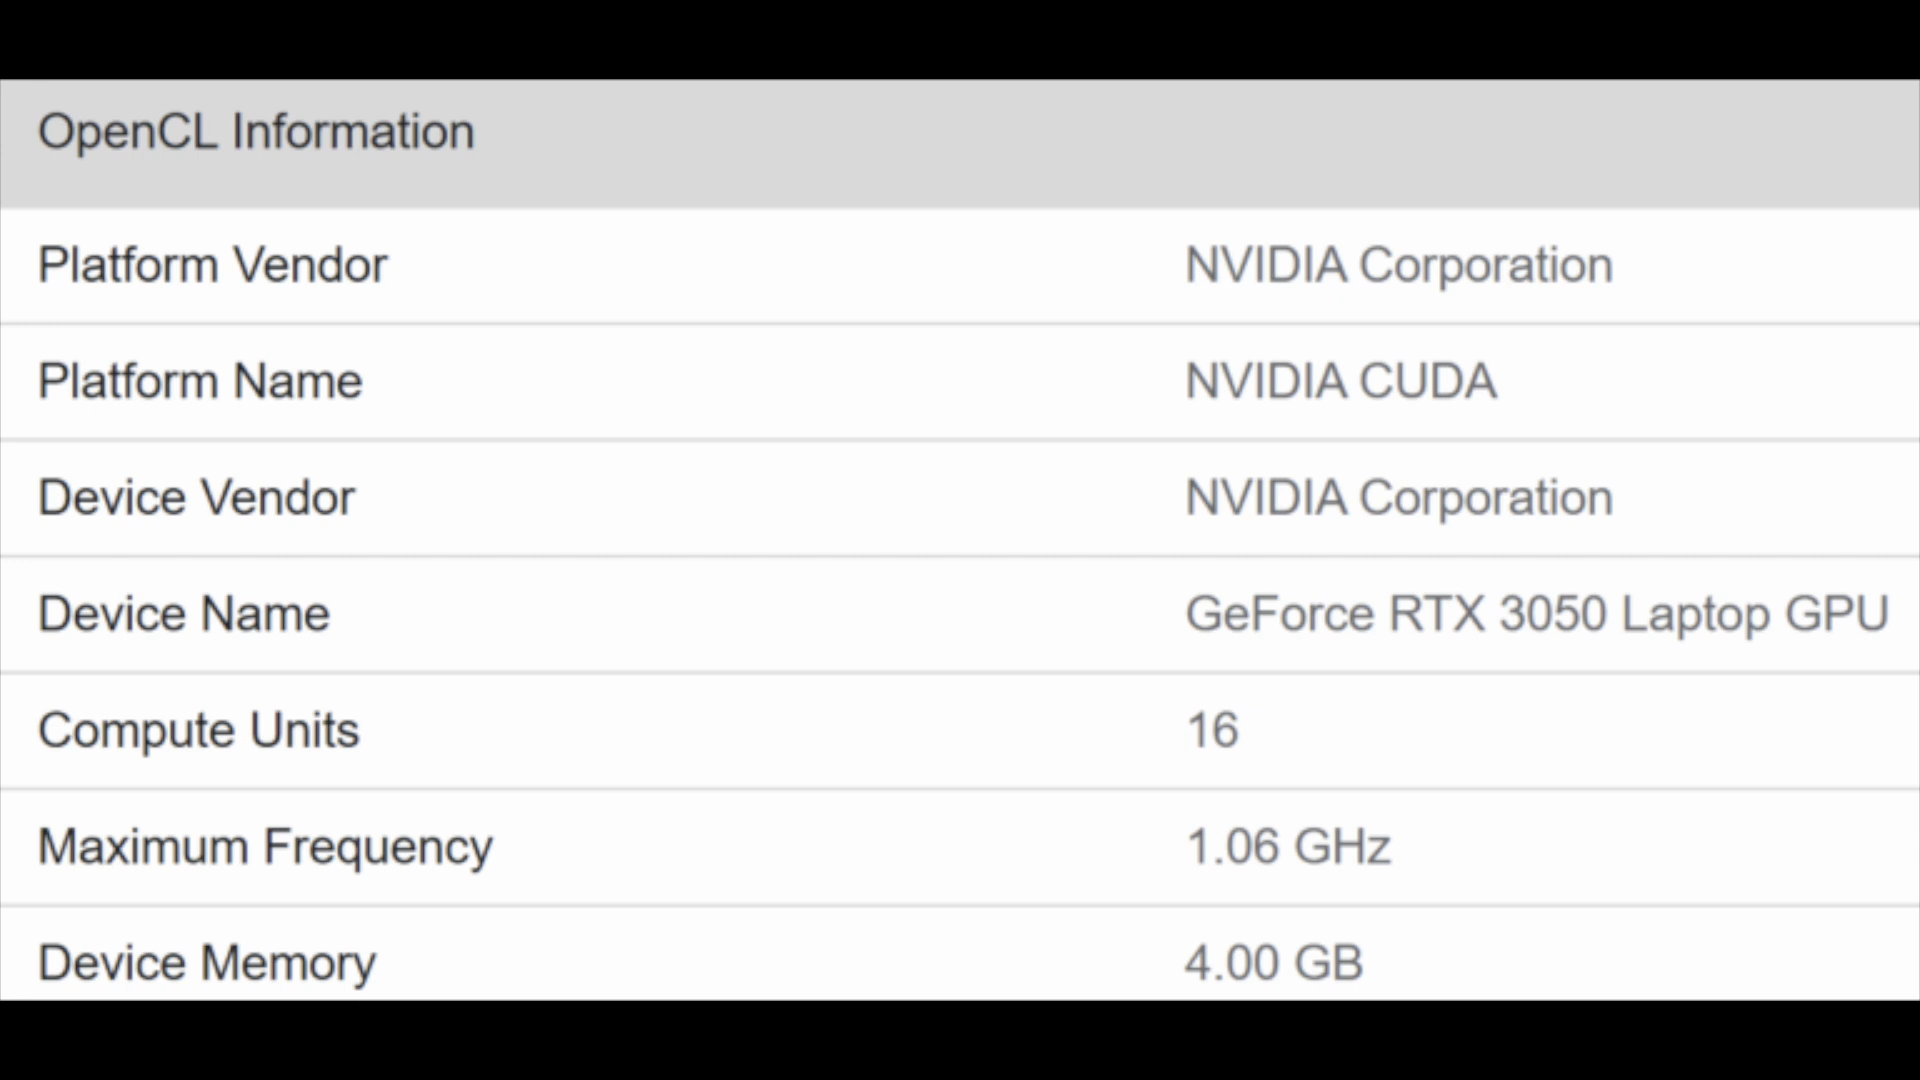 OpenCL Information
Platform Vendor NVIDIA Corporation
Platform Name NVIDIA CUDA
Device Vendor NVIDIA Corporation
Device Name GeForce RTX 3050 Laptop GPU
Compute Units 16
Maximum Frequency 1.06 GHz
Device Memory 4.00 GB